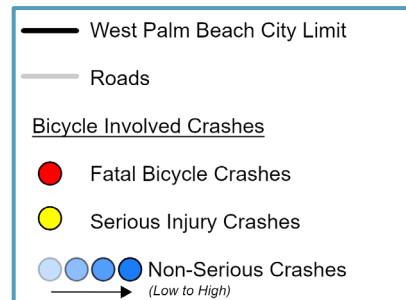 West Palm Beach City Limit
Roads
Bicycle Involved Crashes
Fatal Bicycle Crashes
Serious Injury Crashes
Non-Serious Crashes
(Low to High)